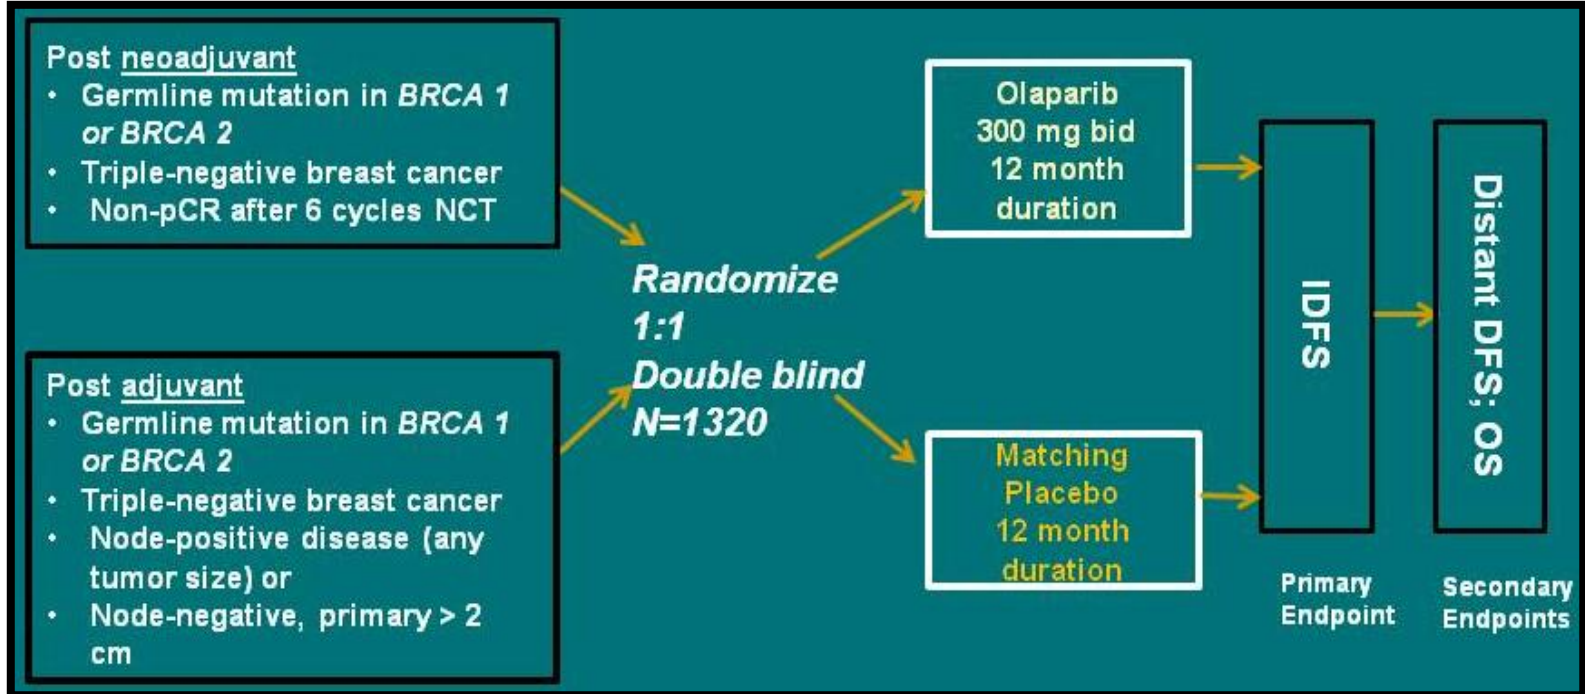 Post neoadjuvant
• Germline mutation in BRCA 1
or BRCA 2
• Triple-negative breast cancer
• Non-pCR after 6 cycles NCT
Post adjuvant
• Germline mutation in BRCA 1
or BRCA 2
• Triple-negative breast cancer
• Node-positive disease (any
tumor size) or
• Node-negative, primary > 2
cm
Randomize
1:1
Double blind
N=1320
Olaparib
300 mg bid
12 month
duration
Matching
Placebo
12 month
duration
IDFS
Primary
Endpoint
Distant DFS; OS
Secondary
Endpoints